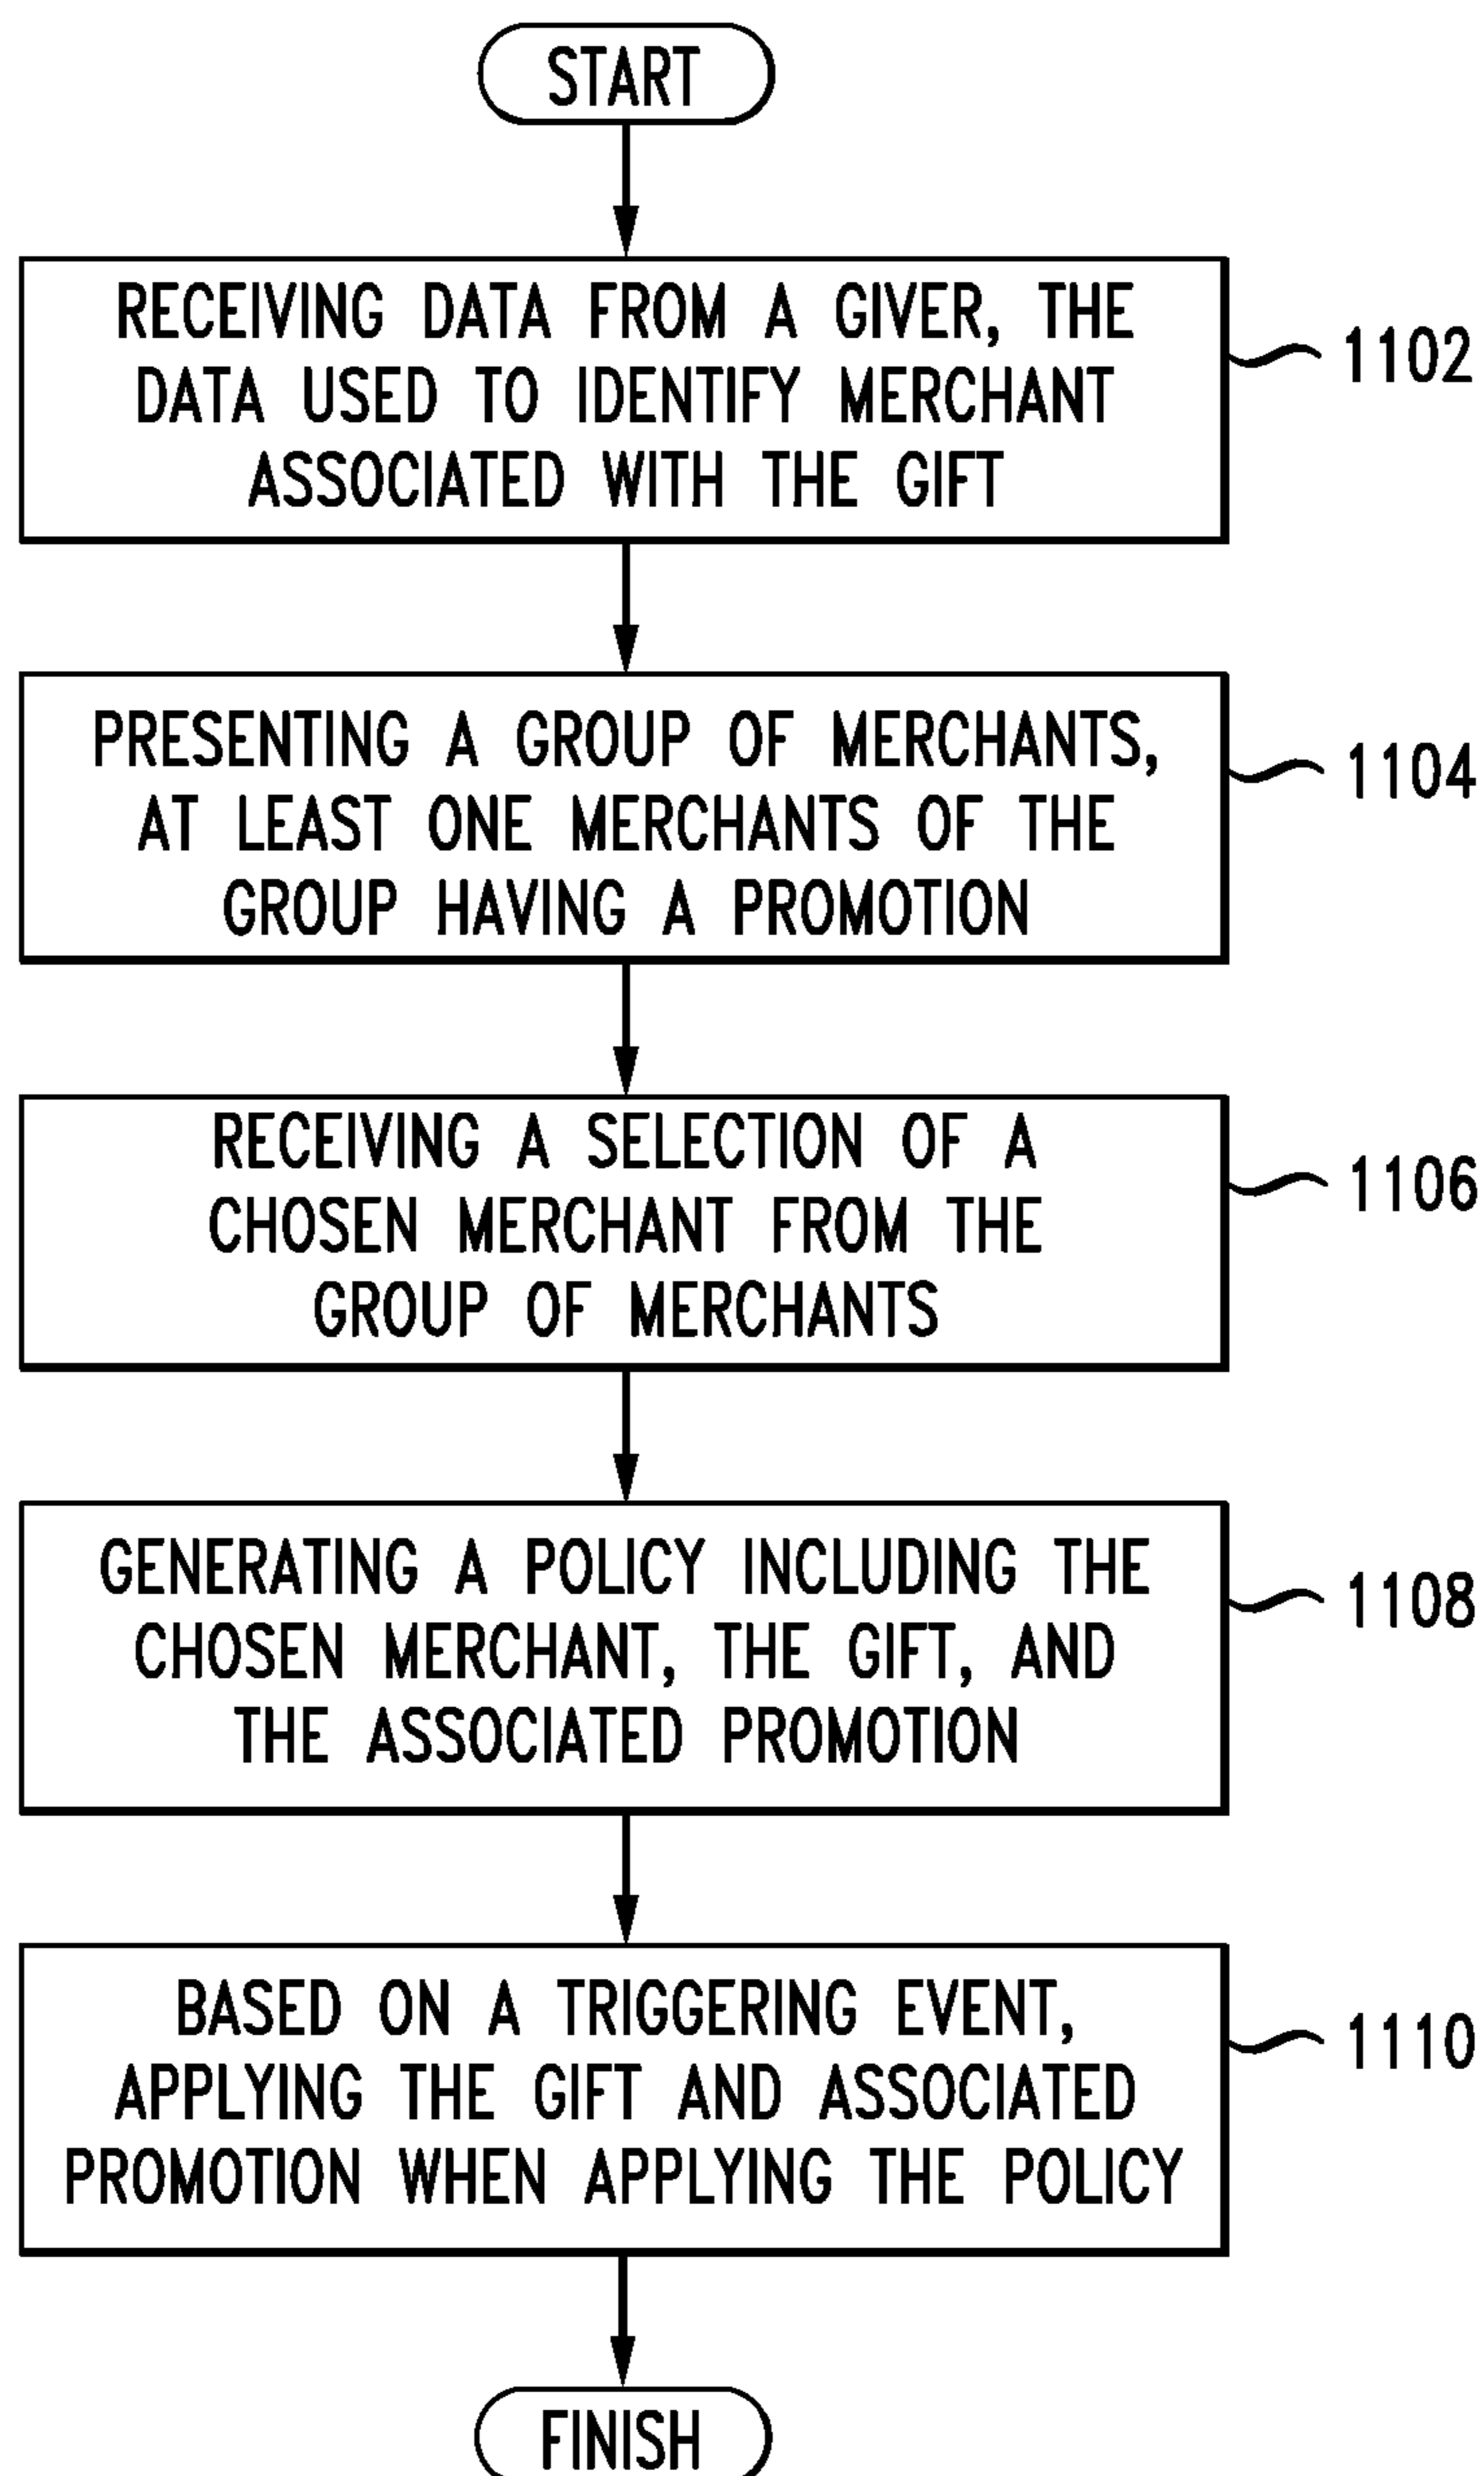 START
RECEIVING DATA FROM A GIVER, THE
DATA USED TO IDENTIFY MERCHANT
ASSOCIATED WITH THE GIFT
1102
PRESENTING A GROUP OF MERCHANTS,
AT LEAST ONE MERCHANTS OF THE
GROUP HAVING A PROMOTION
1104
RECEIVING A SELECTION OF A
CHOSEN MERCHANT FROM THE
GROUP OF MERCHANTS
1106
GENERATING A POLICY INCLUDING THE
CHOSEN MERCHANT, THE GIFT, AND
THE ASSOCIATED PROMOTION
1108
BASED ON A TRIGGERING EVENT,
APPLYING THE GIFT AND ASSOCIATED
PROMOTION WHEN APPLYING THE POLICY
1110
FINISH